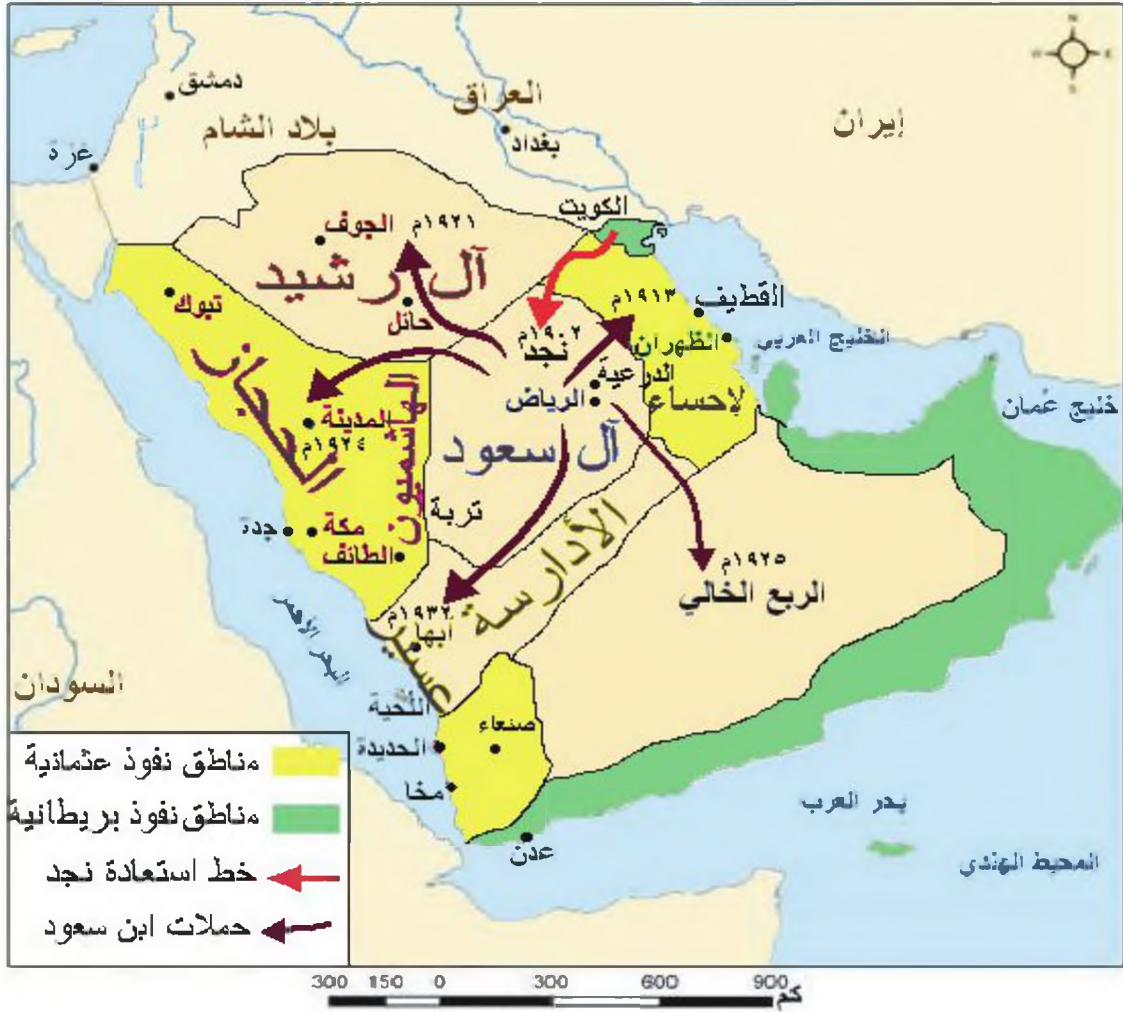 N
W E
S
دمشق
العراق
إيران
بلاد الشام
بغداد
غزة
الكويت
الجوف
١٩٢١م
آل رشيد
حائل
تبوك
١٩١٣م
القطيف
الظهران
الخليج العربي
١٩٠٢م
نجد
الدرعية
الرياض
لإحساء
خليج عُمان
الحجاز
الهاشميون
المدينة
١٩٢٤م
آل سعود
تربة
جدة
مكة
الطائف
الأدارسة
١٩٢٥م
الربع الخالي
١٩٣٢م
أبها
عسير
البحر الأحمر
السودان
اللحية
صنعاء
الحديدة
مخا
عدن
بحر العرب
المحيط الهندي
مناطق نفوذ عثمانية
مناطق نفوذ بريطانية
خط استعادة نجد
حملات ابن سعود
300 150 0 300 600 900 كم